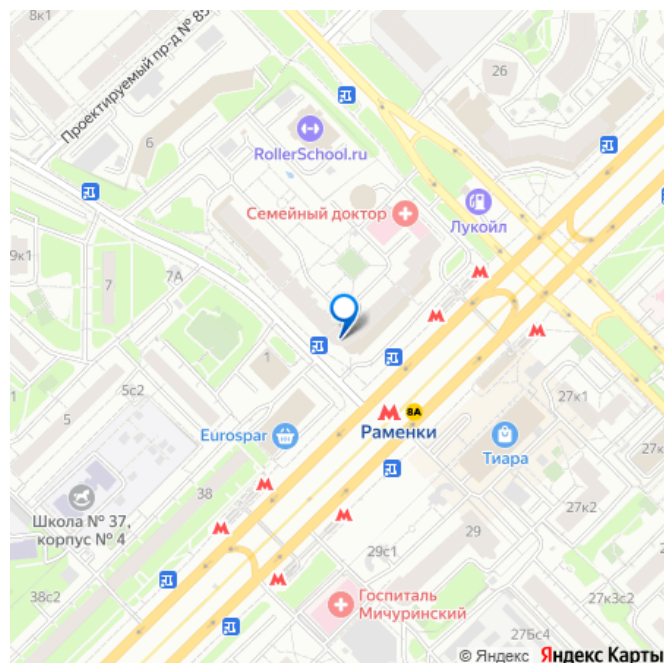 8к1
Проектируемый пр-д № 85
26
6
RollerSchool.ru
Семейный доктор
Лукойл
9к1
7А
7
1
5с2
5
8А
Раменки
27к1
Eurospar
Тиара
27к
38
Школа № 37,
корпус № 4
27к2
29
29с1
38с2
Госпиталь
Мичуринский
27к3с2
27Бс4
© Яндекс Яндекс Карты